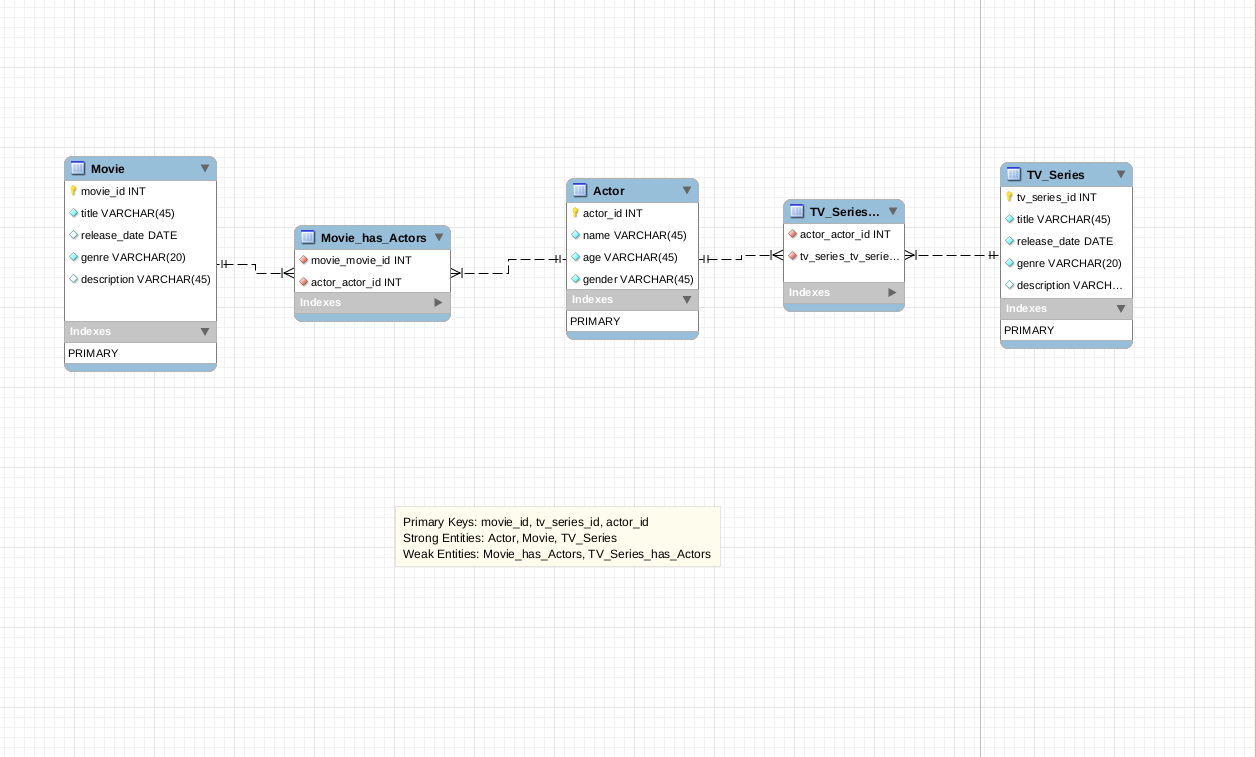 Movie
movie_id INT
title VARCHAR(45)
release_date DATE
genre VARCHAR(20)
description VARCHAR(45)
Indexes
PRIMARY
Movie_has_Actors
movie_movie_id INT
actor_actor_id INT
Indexes
Actor
actor_id INT
name VARCHAR(45)
age VARCHAR(45)
gender VARCHAR(45)
Indexes
PRIMARY
TV_Series...
actor_actor_id INT
tv_series_tv_serie...
Indexes
TV_Series
tv_series_id INT
title VARCHAR(45)
release_date DATE
genre VARCHAR(20)
description VARCH...
Indexes
PRIMARY
Primary Keys: movie_id, tv_series_id, actor_id
Strong Entities: Actor, Movie, TV_Series
Weak Entities: Movie_has_Actors, TV_Series_has_Actors